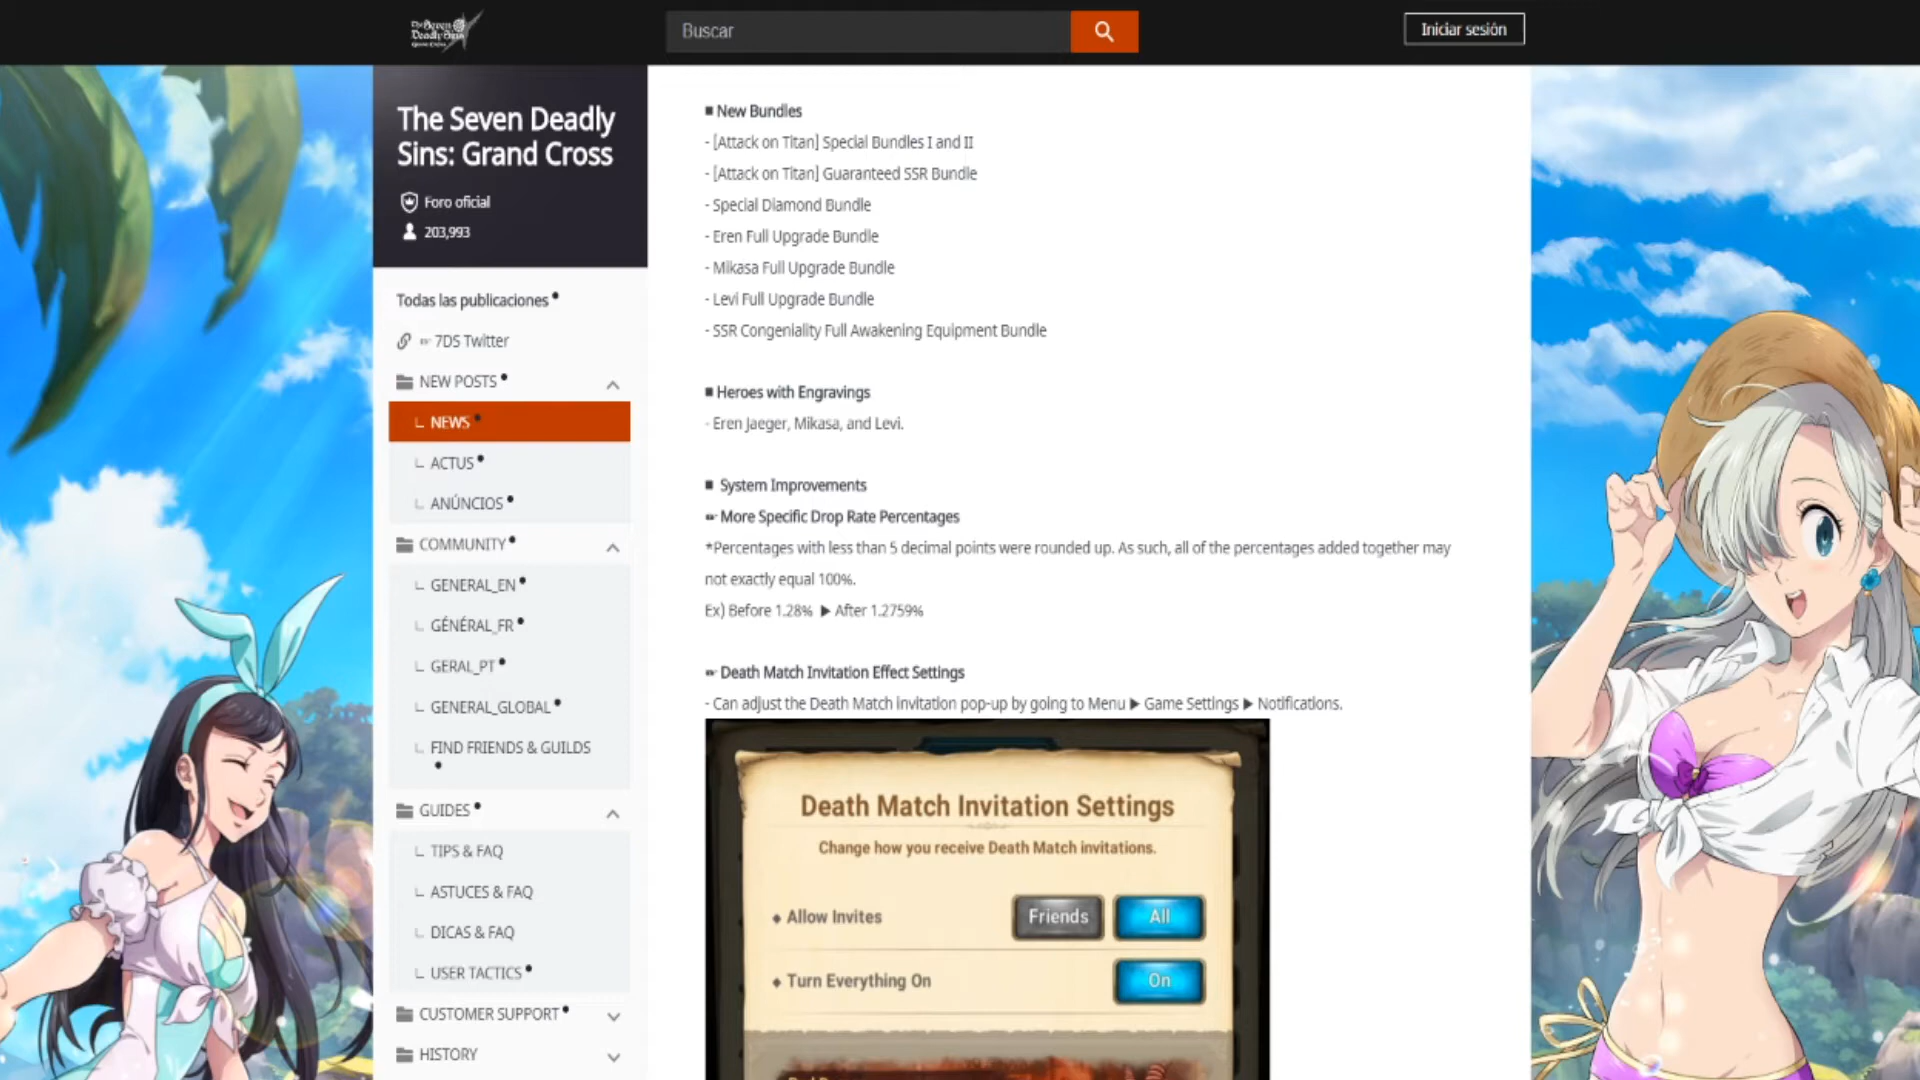 The Seven
Deadly Sins
GRAND CROSS
Buscar
Iniciar sesión
The Seven Deadly
Sins: Grand Cross
Foro oficial
203,993
Todas las publicaciones
7DS Twitter
NEW POSTS
NEWS
ACTUS
ANÚNCIOS
COMMUNITY
GENERAL_EN
GÉNÉRAL_FR
GERAL_PT
GENERAL_GLOBAL
FIND FRIENDS & GUILDS
GUIDES
TIPS & FAQ
ASTUCES & FAQ
DICAS & FAQ
USER TACTICS
CUSTOMER SUPPORT
HISTORY
■ New Bundles
- [Attack on Titan] Special Bundles I and II
- [Attack on Titan] Guaranteed SSR Bundle
- Special Diamond Bundle
- Eren Full Upgrade Bundle
- Mikasa Full Upgrade Bundle
- Levi Full Upgrade Bundle
- SSR Congeniality Full Awakening Equipment Bundle
■ Heroes with Engravings
- Eren Jaeger, Mikasa, and Levi.
■ System Improvements
☞ More Specific Drop Rate Percentages
*Percentages with less than 5 decimal points were rounded up. As such, all of the percentages added together may
not exactly equal 100%.
Ex) Before 1.28% ▶ After 1.2759%
☞ Death Match Invitation Effect Settings
- Can adjust the Death Match invitation pop-up by going to Menu ▶ Game Settings ▶ Notifications.
Death Match Invitation Settings
Change how you receive Death Match invitations.
◆ Allow Invites Friends All
◆ Turn Everything On On